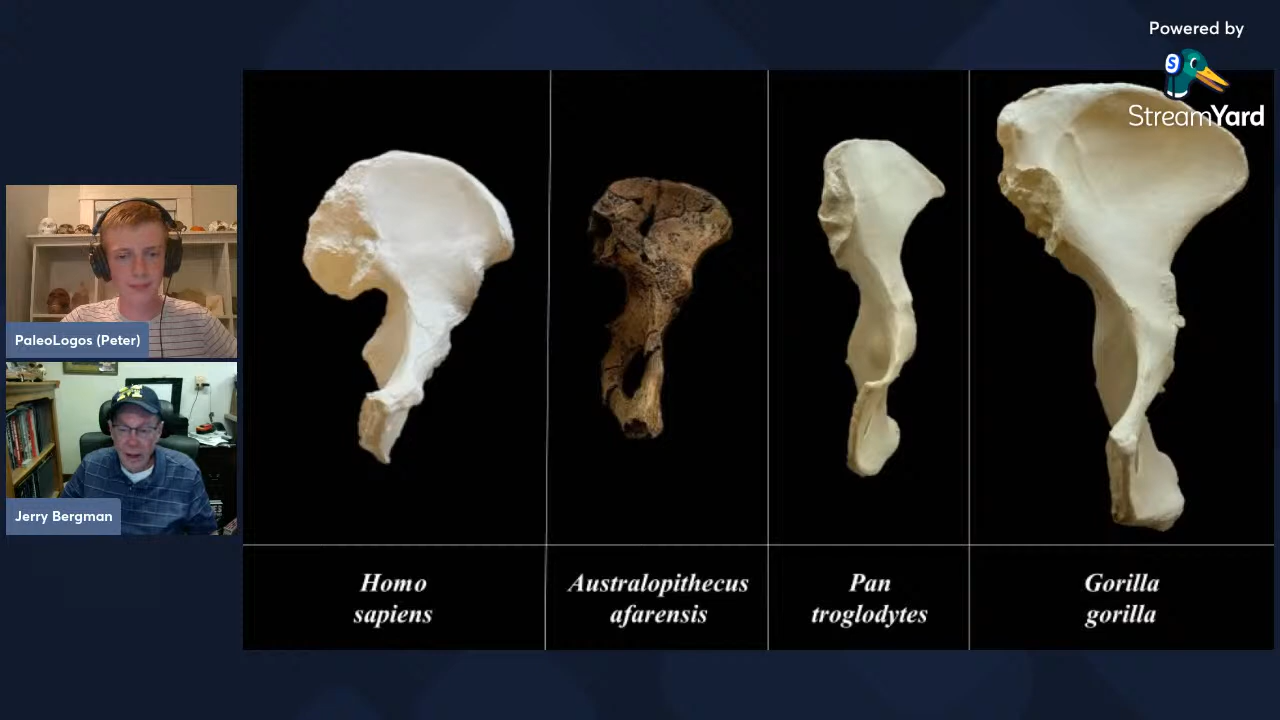 Powered by
S
StreamYard
PaleoLogos (Peter)
Jerry Bergman
Homo
sapiens
Australopithecus
afarensis
Pan
troglodytes
Gorilla
gorilla